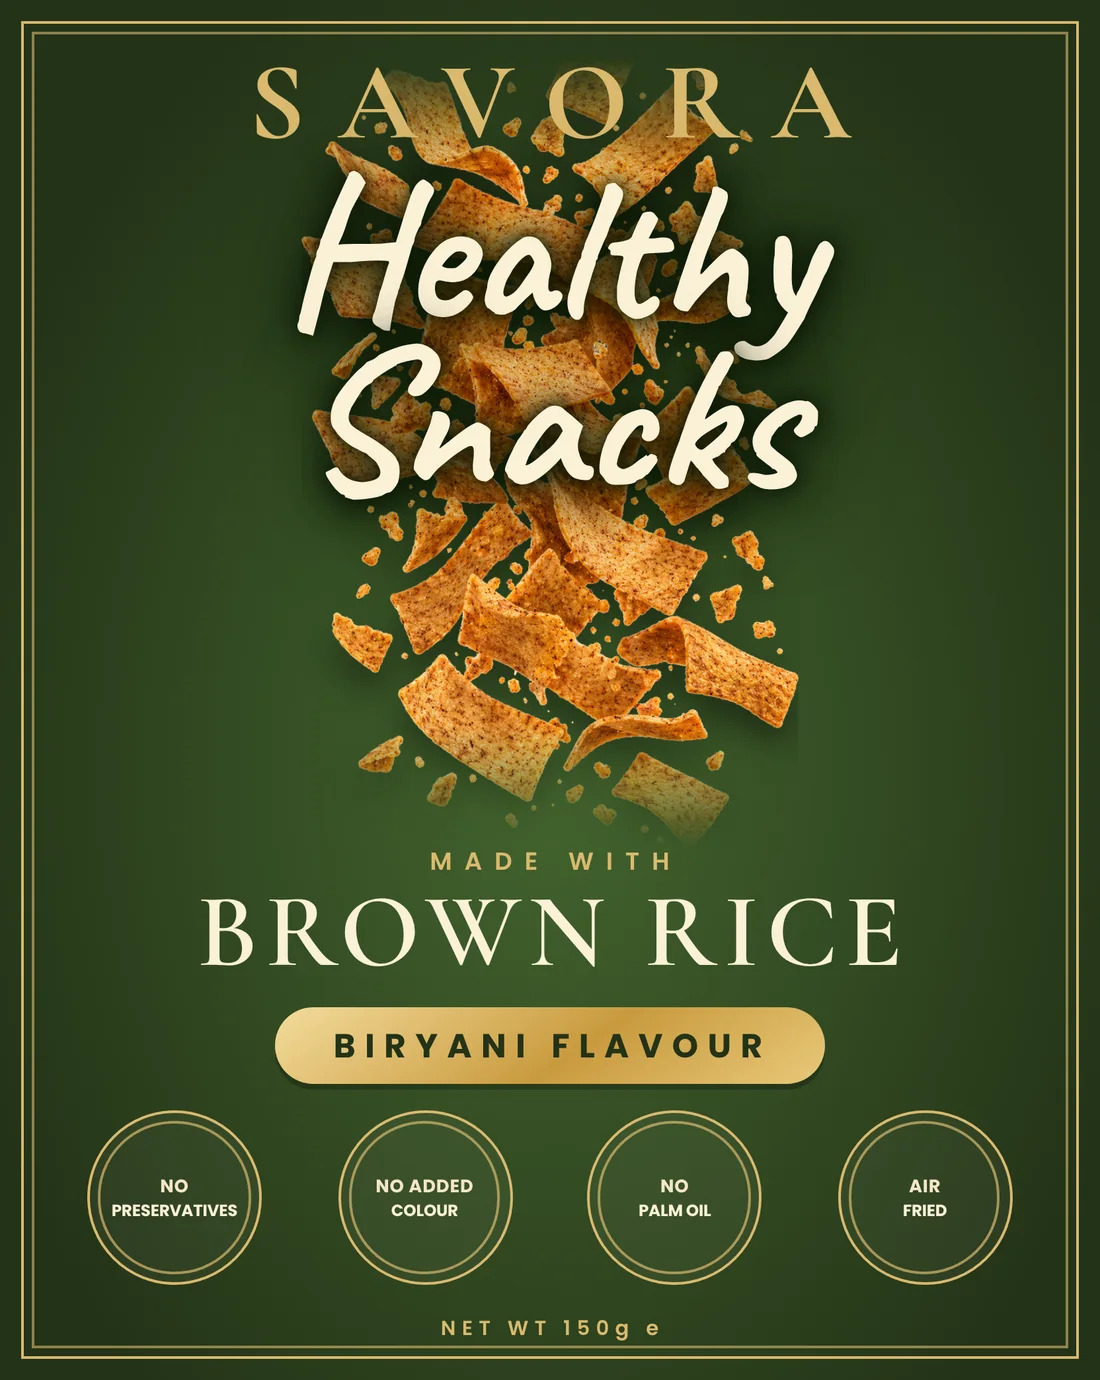 SAVORA
Healthy
Snacks
MADE WITH
BROWN RICE
BIRYANI FLAVOUR
NO
PRESERVATIVES
NO ADDED
COLOUR
NO
PALM OIL
AIR
FRIED
NET WT 150g e